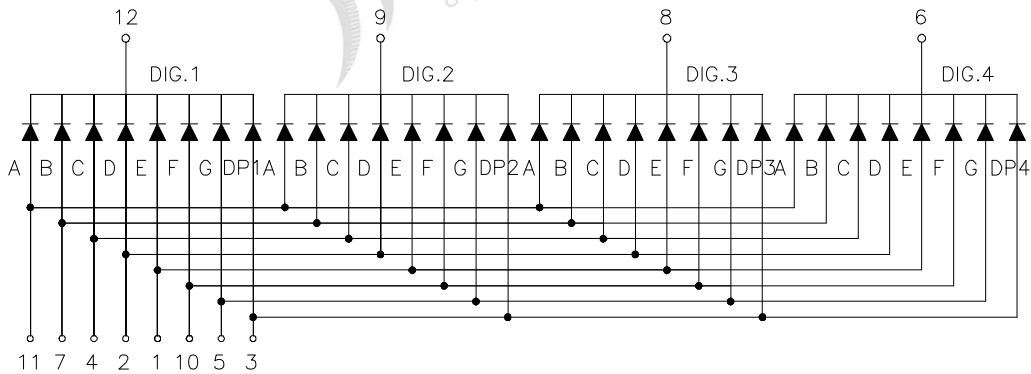 12 9 8 6
DIG.1 DIG.2 DIG.3 DIG.4
A B C D E F G DP1 A B C D E F G DP2 A B C D E F G DP3 A B C D E F G DP4
11 7 4 2 1 10 5 3